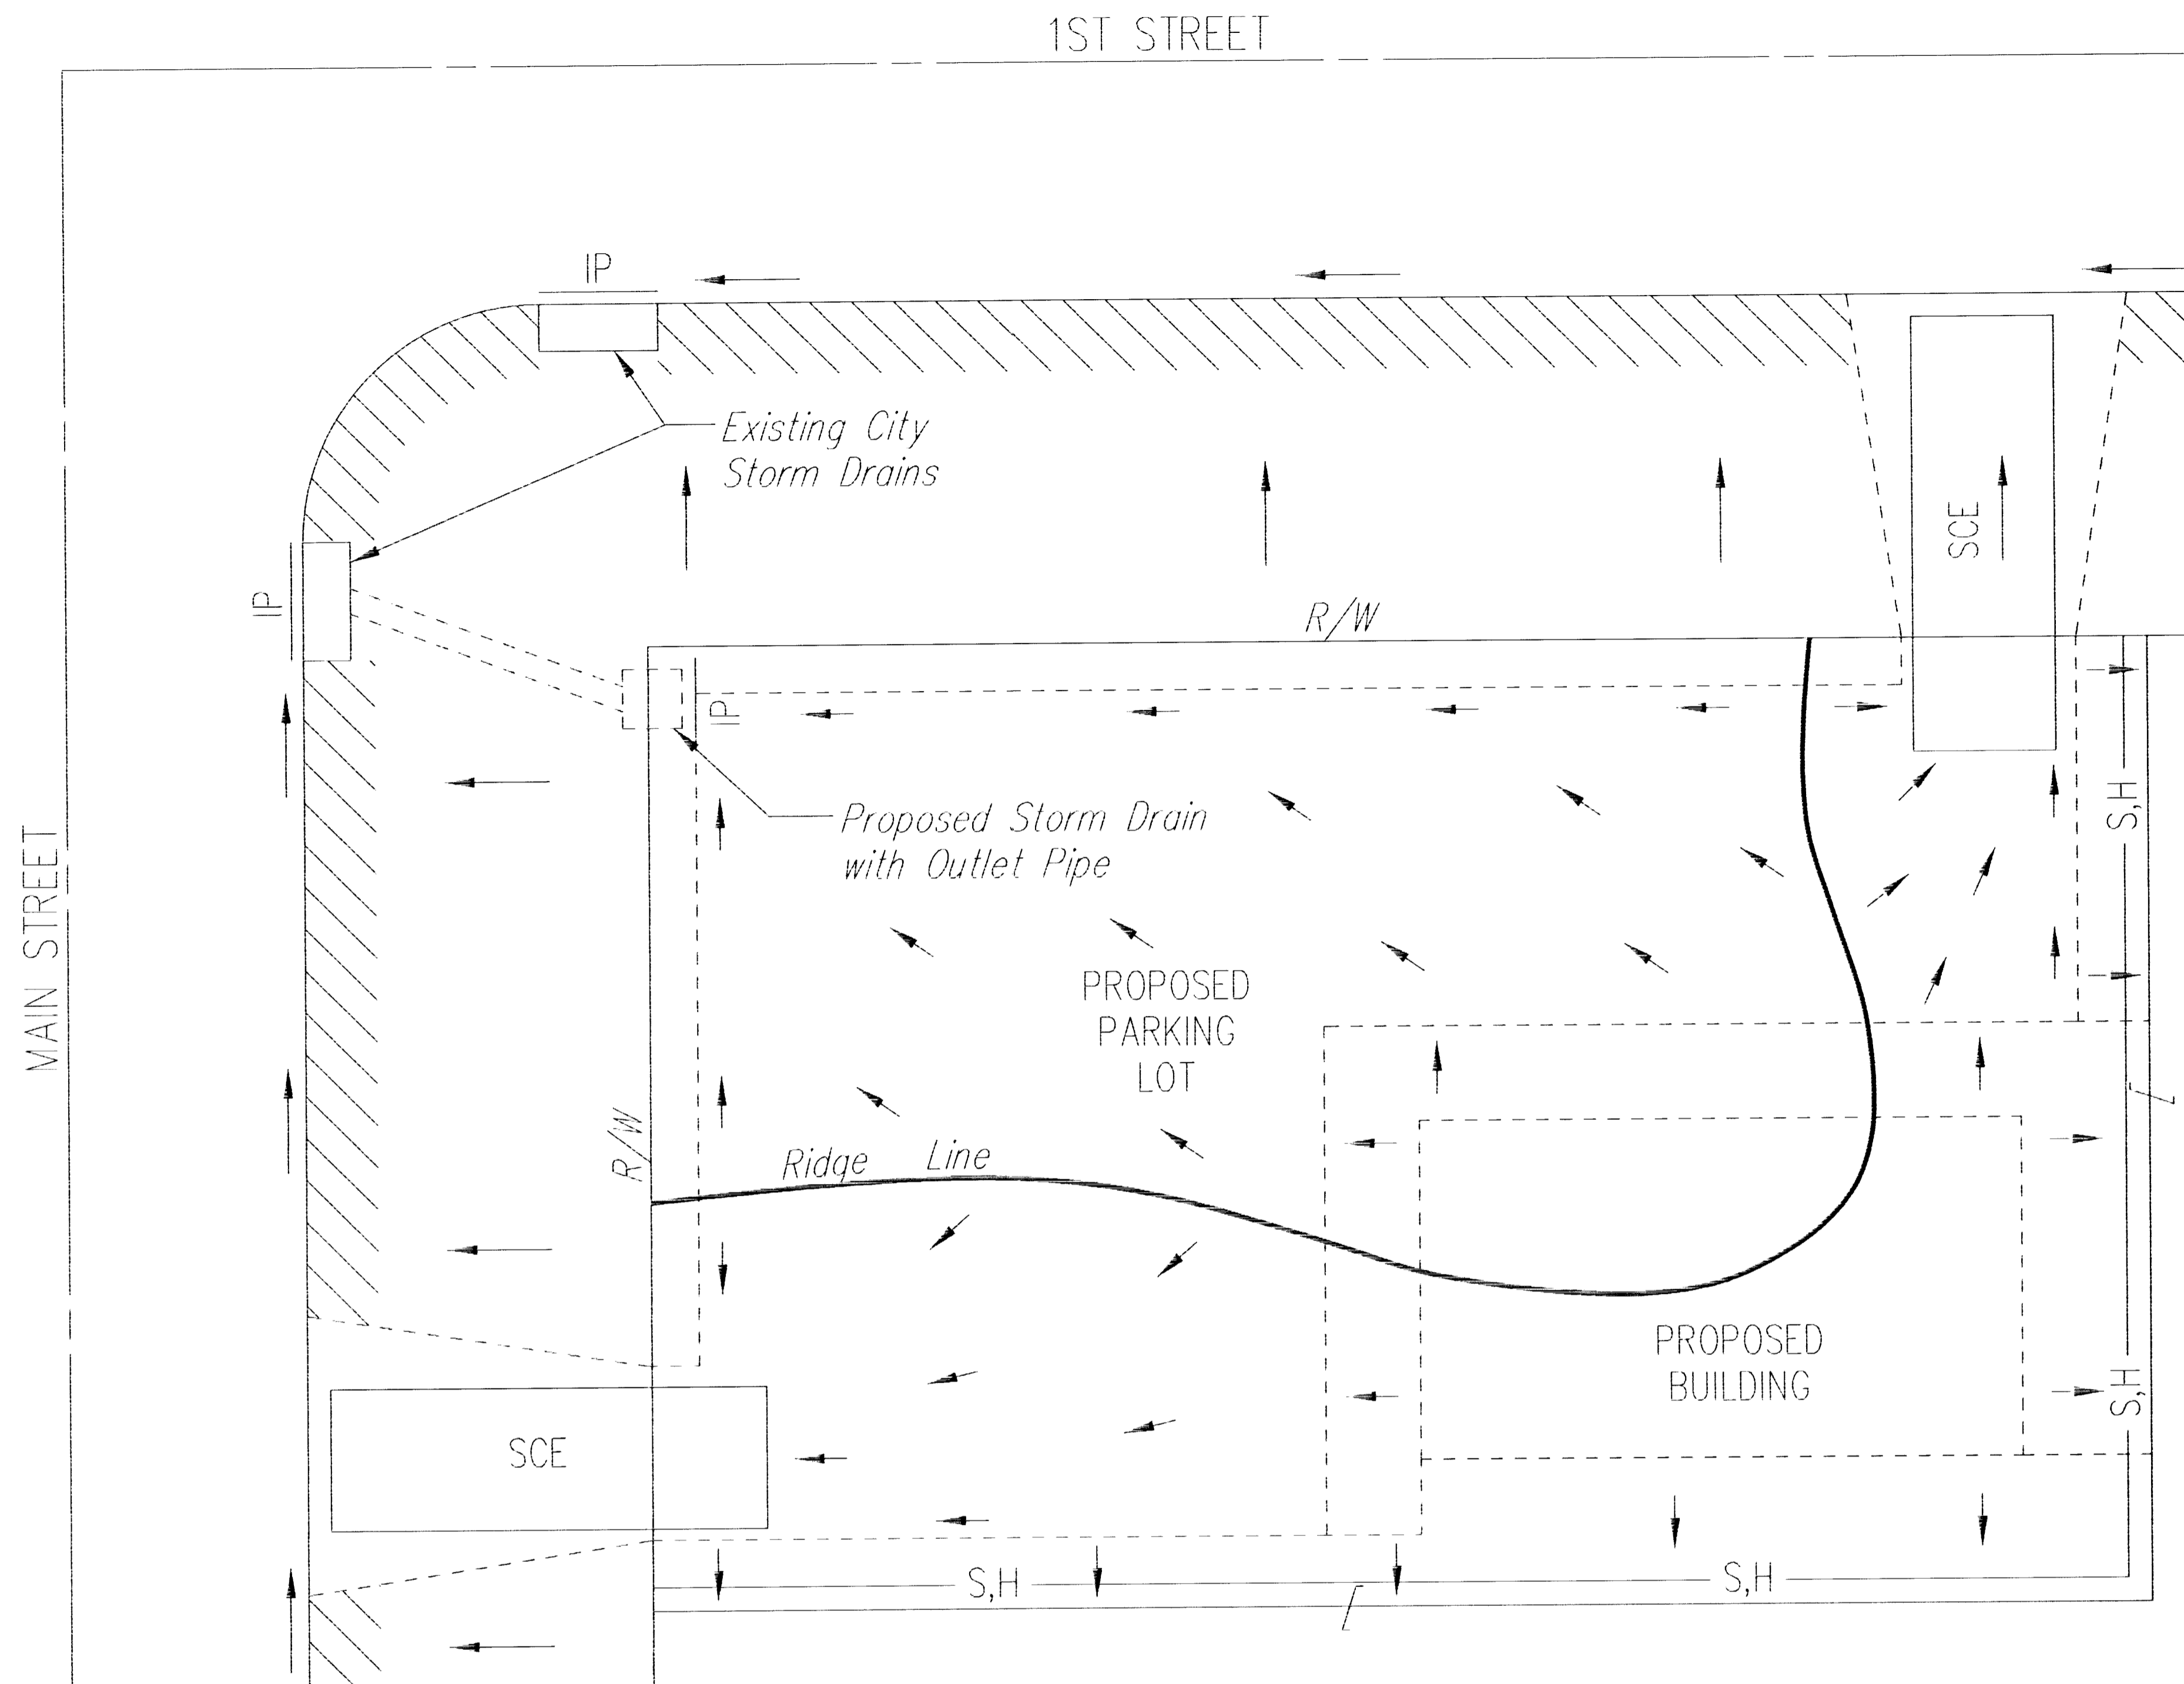 1ST STREET
IP
Existing City
Storm Drains
SCE
IP
R/W
IP
S,H
Proposed Storm Drain
with Outlet Pipe
MAIN STREET
PROPOSED
PARKING
LOT
R/W
Ridge Line
PROPOSED
BUILDING
S,H
SCE
S,H
S,H